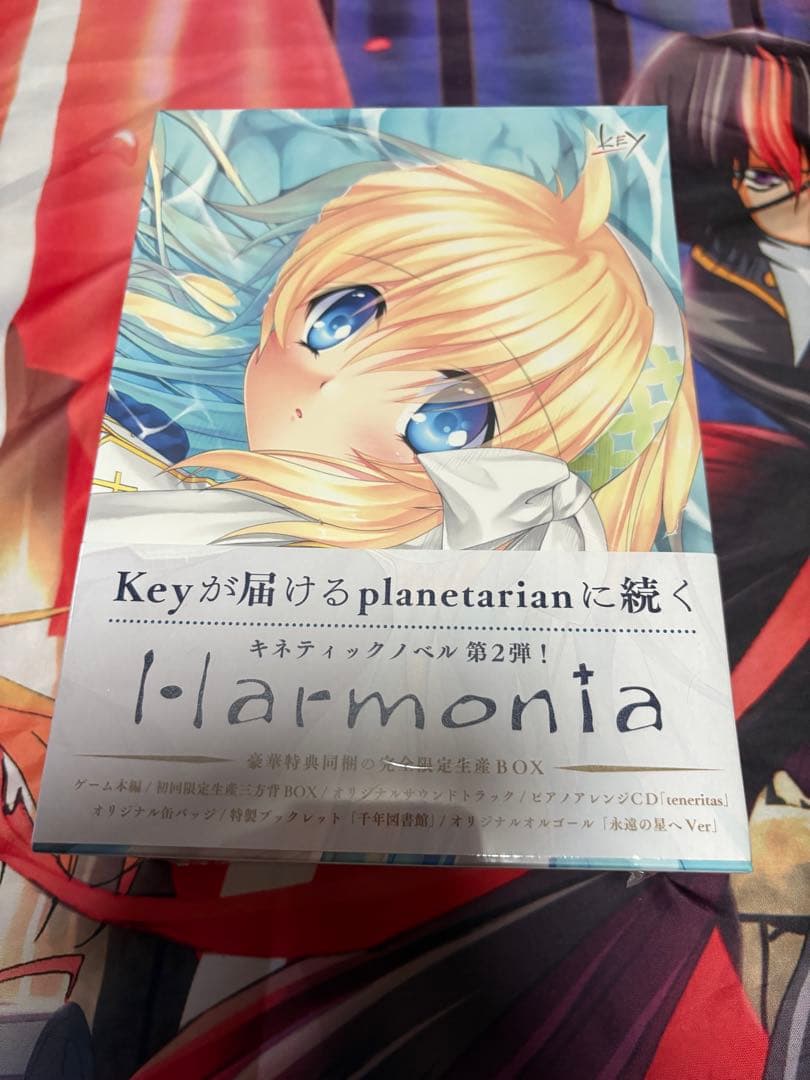 KEY
Keyが届けるplanetarianに続く
キネティックノベル 第2弾！
Harmonia
豪華特典同梱の完全限定生産BOX
ゲーム本編/初回限定生産三方背BOX/オリジナルサウンドトラック/ピアノアレンジCD「teneritas」
オリジナル缶バッジ/特製ブックレット「千年図書館」/オリジナルオルゴール「永遠の星へ Ver」